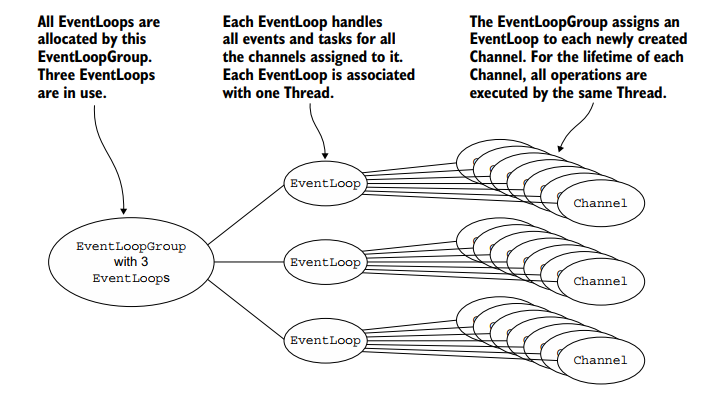 All EventLoops are
allocated by this
EventLoopGroup.
Three EventLoops
are in use.
Each EventLoop handles
all events and tasks for all
the channels assigned to it.
Each EventLoop is associated
with one Thread.
The EventLoopGroup assigns an
EventLoop to each newly created
Channel. For the lifetime of each
Channel, all operations are
executed by the same Thread.
EventLoopGroup
with 3
EventLoops
EventLoop
Channel
EventLoop
Channel
EventLoop
Channel